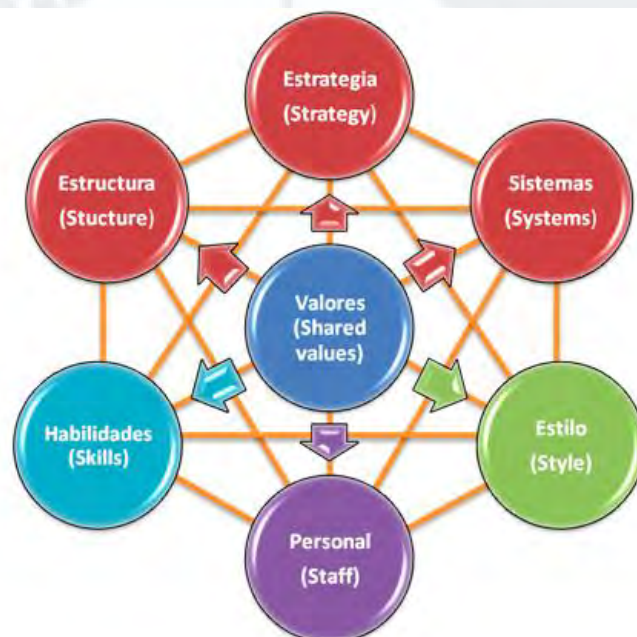 Estrategia
(Strategy)
Estructura
(Stucture)
Sistemas
(Systems)
Valores
(Shared
values)
Habilidades
(Skills)
Estilo
(Style)
Personal
(Staff)